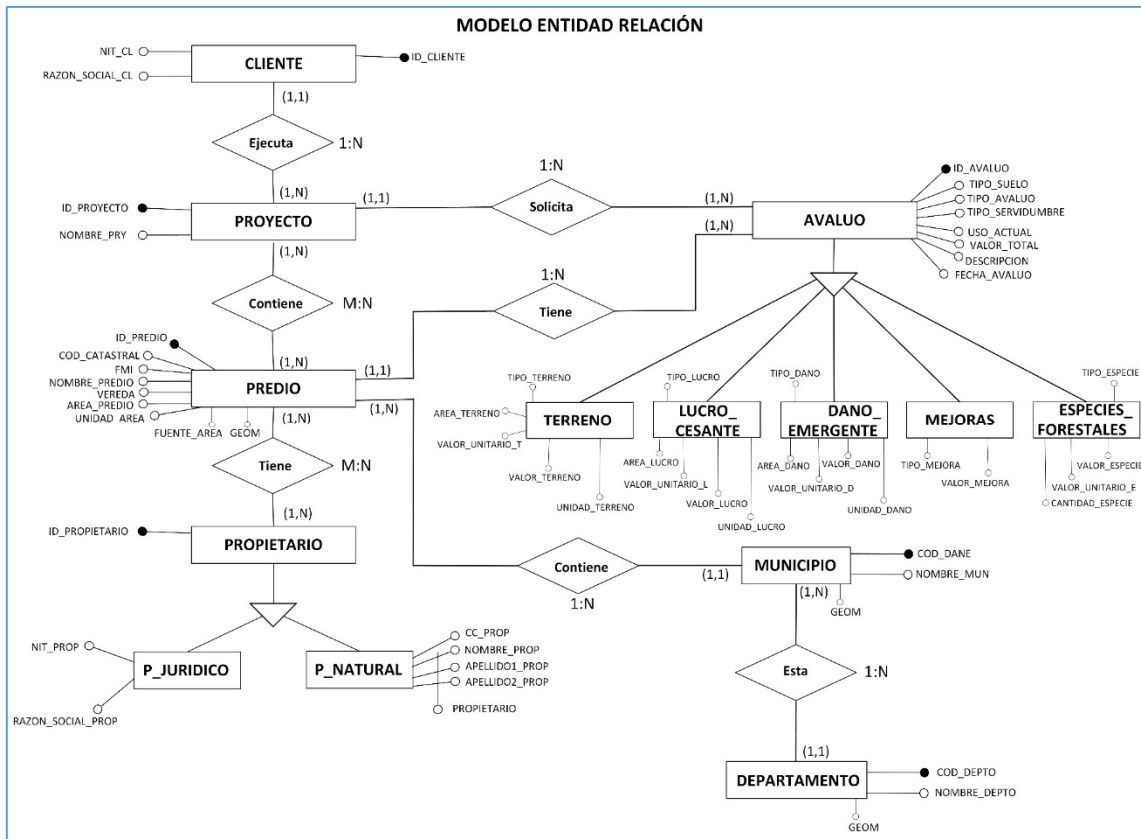 MODELO ENTIDAD RELACIÓN
NIT_CL
RAZON_SOCIAL_CL
CLIENTE
ID_CLIENTE
(1,1)
Ejecuta
1:N
(1,N)
ID_PROYECTO
NOMBRE_PRY
PROYECTO
(1,1)
1:N
Solicita
(1,N)
AVALUO
ID_AVALUO
TIPO_SUELO
TIPO_AVALUO
TIPO_SERVIDUMBRE
USO_ACTUAL
VALOR_TOTAL
DESCRIPCION
FECHA_AVALUO
(1,N)
(1,N)
Contiene
M:N
1:N
Tiene
ID_PREDIO
COD_CATASTRAL
FMI
NOMBRE_PREDIO
VEREDA
AREA_PREDIO
UNIDAD_AREA
FUENTE_AREA
GEOM
(1,N)
PREDIO
(1,1)
(1,N)
(1,N)
Tiene
M:N
(1,N)
TIPO_TERRENO
AREA_TERRENO
VALOR_UNITARIO_T
TERRENO
VALOR_TERRENO
UNIDAD_TERRENO
TIPO_LUCRO
LUCRO_
CESANTE
AREA_LUCRO
VALOR_UNITARIO_L
VALOR_LUCRO
UNIDAD_LUCRO
TIPO_DANO
DANO_
EMERGENTE
AREA_DANO
VALOR_DANO
VALOR_UNITARIO_D
UNIDAD_DANO
MEJORAS
TIPO_MEJORA
VALOR_MEJORA
TIPO_ESPECIE
ESPECIES_
FORESTALES
VALOR_ESPECIE
VALOR_UNITARIO_E
CANTIDAD_ESPECIE
ID_PROPIETARIO
PROPIETARIO
Contiene
1:N
(1,1)
MUNICIPIO
COD_DANE
NOMBRE_MUN
GEOM
(1,N)
NIT_PROP
P_JURIDICO
RAZON_SOCIAL_PROP
P_NATURAL
CC_PROP
NOMBRE_PROP
APELLIDO1_PROP
APELLIDO2_PROP
PROPIETARIO
Esta
1:N
(1,1)
DEPARTAMENTO
COD_DEPTO
NOMBRE_DEPTO
GEOM